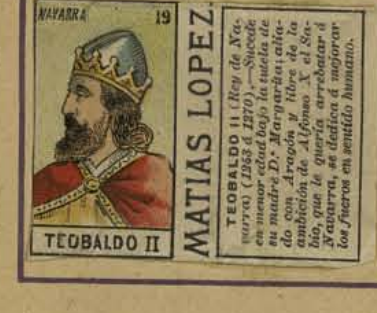 NAVARRA 19
TEOBALDO II
MATIAS LOPEZ
TEOBALDO II (Rey de Na-
varra) (1253 á 1270).—Sucede
en menor edad bajo la tutela de
su madre D.ª Margarita; alia-
do con Aragón y libre de la
ambición de Alfonso X el Sa-
bio, que le quería arrebatar á
Navarra, se dedica á mejorar
los fueros en sentido humano.